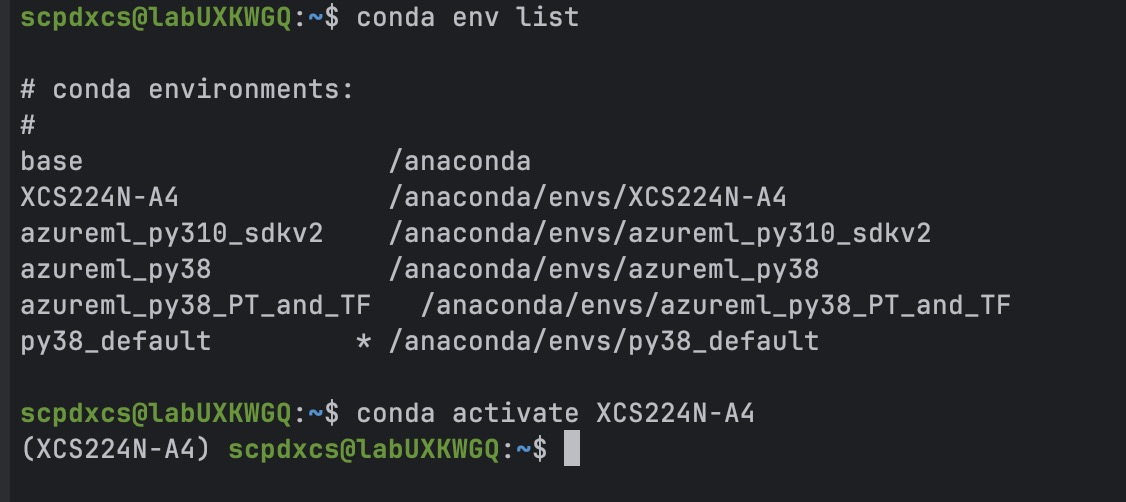 scpdxcs@labUXKWGQ:~$ conda env list
# conda environments:
#
base                   /anaconda
XCS224N-A4             /anaconda/envs/XCS224N-A4
azureml_py310_sdkv2    /anaconda/envs/azureml_py310_sdkv2
azureml_py38           /anaconda/envs/azureml_py38
azureml_py38_PT_and_TF   /anaconda/envs/azureml_py38_PT_and_TF
py38_default         * /anaconda/envs/py38_default
scpdxcs@labUXKWGQ:~$ conda activate XCS224N-A4
(XCS224N-A4) scpdxcs@labUXKWGQ:~$